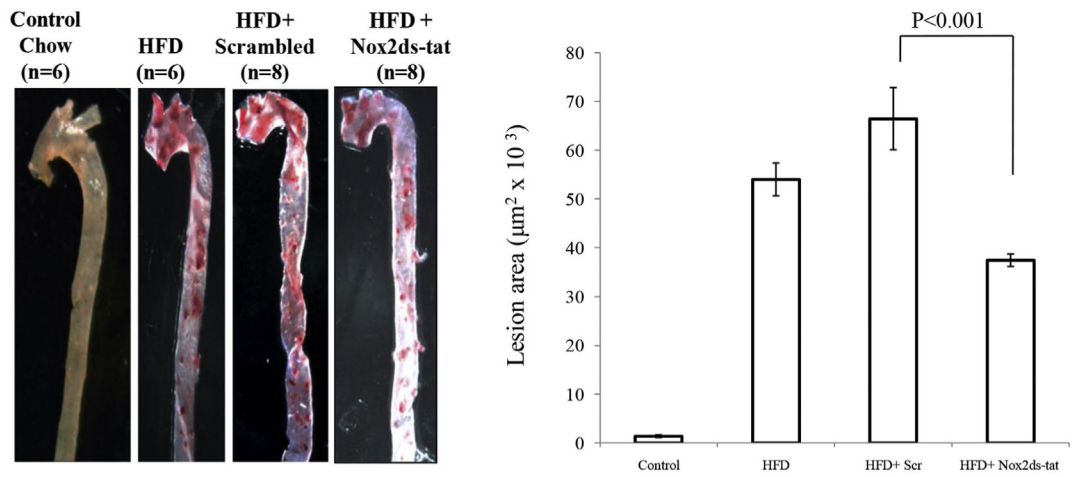 Control
Chow
(n=6)
HFD
(n=6)
HFD+
Scrambled
(n=8)
HFD +
Nox2ds-tat
(n=8)
P<0.001
Lesion area (µm² x 10³)
80
70
60
50
40
30
20
10
0
Control
HFD
HFD+ Scr
HFD+ Nox2ds-tat